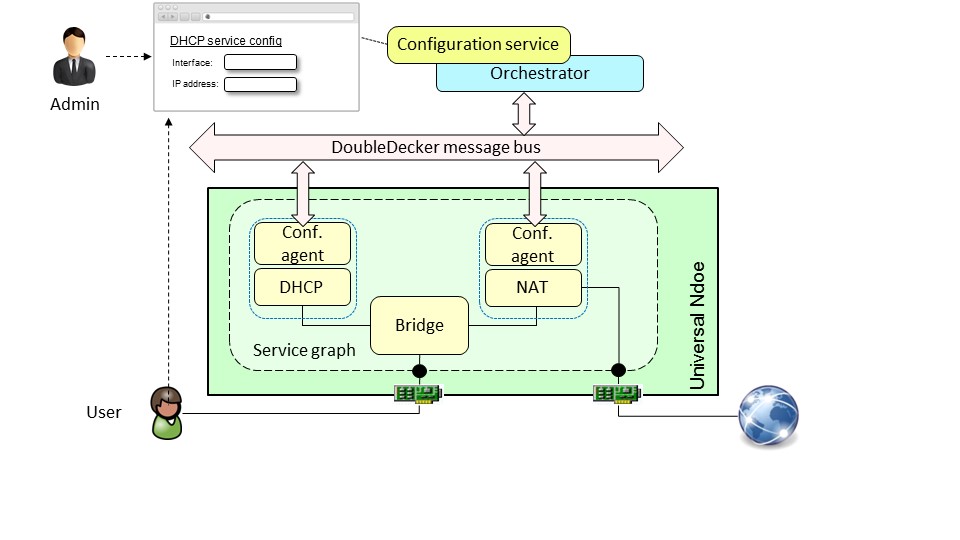 DHCP service config
Interface:
IP address:
Configuration service
Orchestrator
Admin
DoubleDecker message bus
Conf.
agent
DHCP
Conf.
agent
NAT
Bridge
Service graph
Universal Ndoe
User